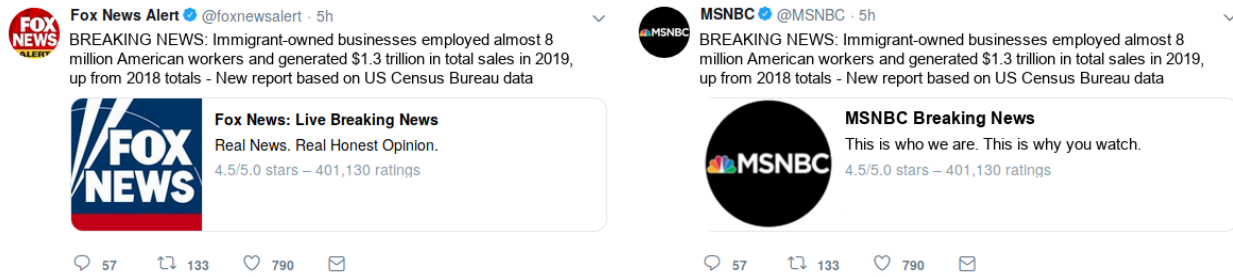 Fox News Alert @foxnewsalert · 5h
BREAKING NEWS: Immigrant-owned businesses employed almost 8
million American workers and generated $1.3 trillion in total sales in 2019,
up from 2018 totals - New report based on US Census Bureau data
FOX
NEWS
ALERT
FOX
NEWS
Fox News: Live Breaking News
Real News. Real Honest Opinion.
4.5/5.0 stars – 401,130 ratings
57 133 790
MSNBC @MSNBC · 5h
BREAKING NEWS: Immigrant-owned businesses employed almost 8
million American workers and generated $1.3 trillion in total sales in 2019,
up from 2018 totals - New report based on US Census Bureau data
MSNBC
MSNBC
MSNBC Breaking News
This is who we are. This is why you watch.
4.5/5.0 stars – 401,130 ratings
57 133 790